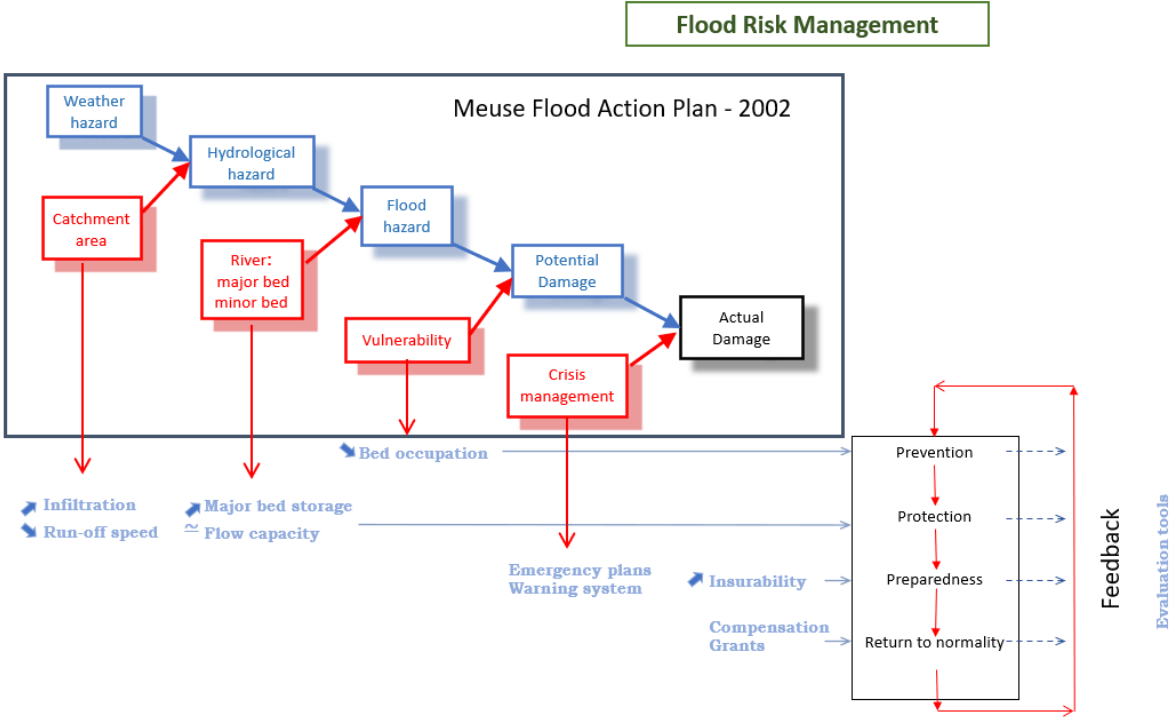 Flood Risk Management
Meuse Flood Action Plan - 2002
Weather
hazard
Hydrological
hazard
Catchment
area
Flood
hazard
River:
major bed
minor bed
Potential
Damage
Vulnerability
Actual
Damage
Crisis
management
Bed occupation
Prevention
Infiltration
Run-off speed
Major bed storage
≃ Flow capacity
Protection
Emergency plans
Warning system
Insurability
Preparedness
Compensation
Grants
Return to normality
Feedback
Evaluation tools